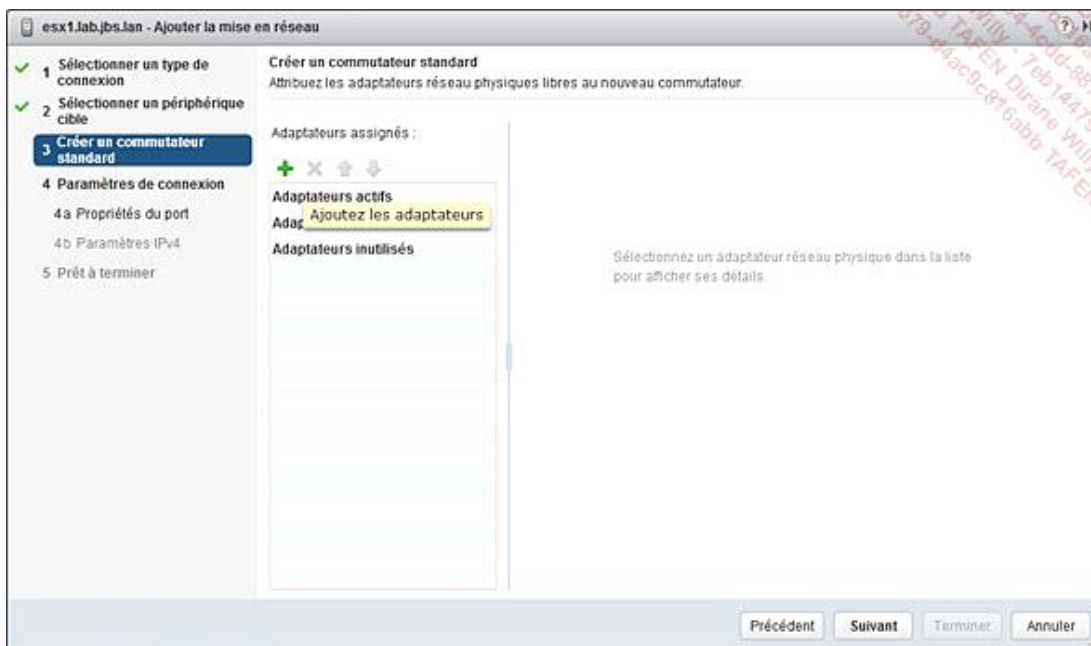 esx1.lab.jbs.lan - Ajouter la mise en réseau
?
1 Sélectionner un type de
connexion
2 Sélectionner un périphérique
cible
3 Créer un commutateur
standard
4 Paramètres de connexion
4a Propriétés du port
4b Paramètres IPv4
5 Prêt à terminer
Créer un commutateur standard
Attribuez les adaptateurs réseau physiques libres au nouveau commutateur.
Adaptateurs assignés :
Adaptateurs actifs
Adap
Ajoutez les adaptateurs
Adaptateurs inutilisés
Sélectionnez un adaptateur réseau physique dans la liste
pour afficher ses détails.
Précédent Suivant Terminer Annuler
TAFEN Dirane